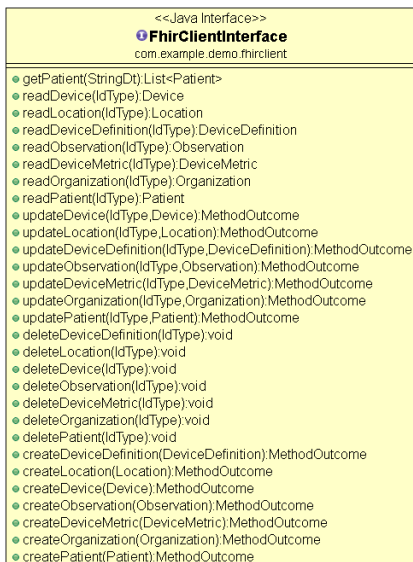 <<Java Interface>>
FhirClientInterface
com.example.demo.fhirclient
getPatient(StringDt):List<Patient>
readDevice(IdType):Device
readLocation(IdType):Location
readDeviceDefinition(IdType):DeviceDefinition
readObservation(IdType):Observation
readDeviceMetric(IdType):DeviceMetric
readOrganization(IdType):Organization
readPatient(IdType):Patient
updateDevice(IdType,Device):MethodOutcome
updateLocation(IdType,Location):MethodOutcome
updateDeviceDefinition(IdType,DeviceDefinition):MethodOutcome
updateObservation(IdType,Observation):MethodOutcome
updateDeviceMetric(IdType,DeviceMetric):MethodOutcome
updateOrganization(IdType,Organization):MethodOutcome
updatePatient(IdType,Patient):MethodOutcome
deleteDeviceDefinition(IdType):void
deleteLocation(IdType):void
deleteDevice(IdType):void
deleteObservation(IdType):void
deleteDeviceMetric(IdType):void
deleteOrganization(IdType):void
deletePatient(IdType):void
createDeviceDefinition(DeviceDefinition):MethodOutcome
createLocation(Location):MethodOutcome
createDevice(Device):MethodOutcome
createObservation(Observation):MethodOutcome
createDeviceMetric(DeviceMetric):MethodOutcome
createOrganization(Organization):MethodOutcome
createPatient(Patient):MethodOutcome